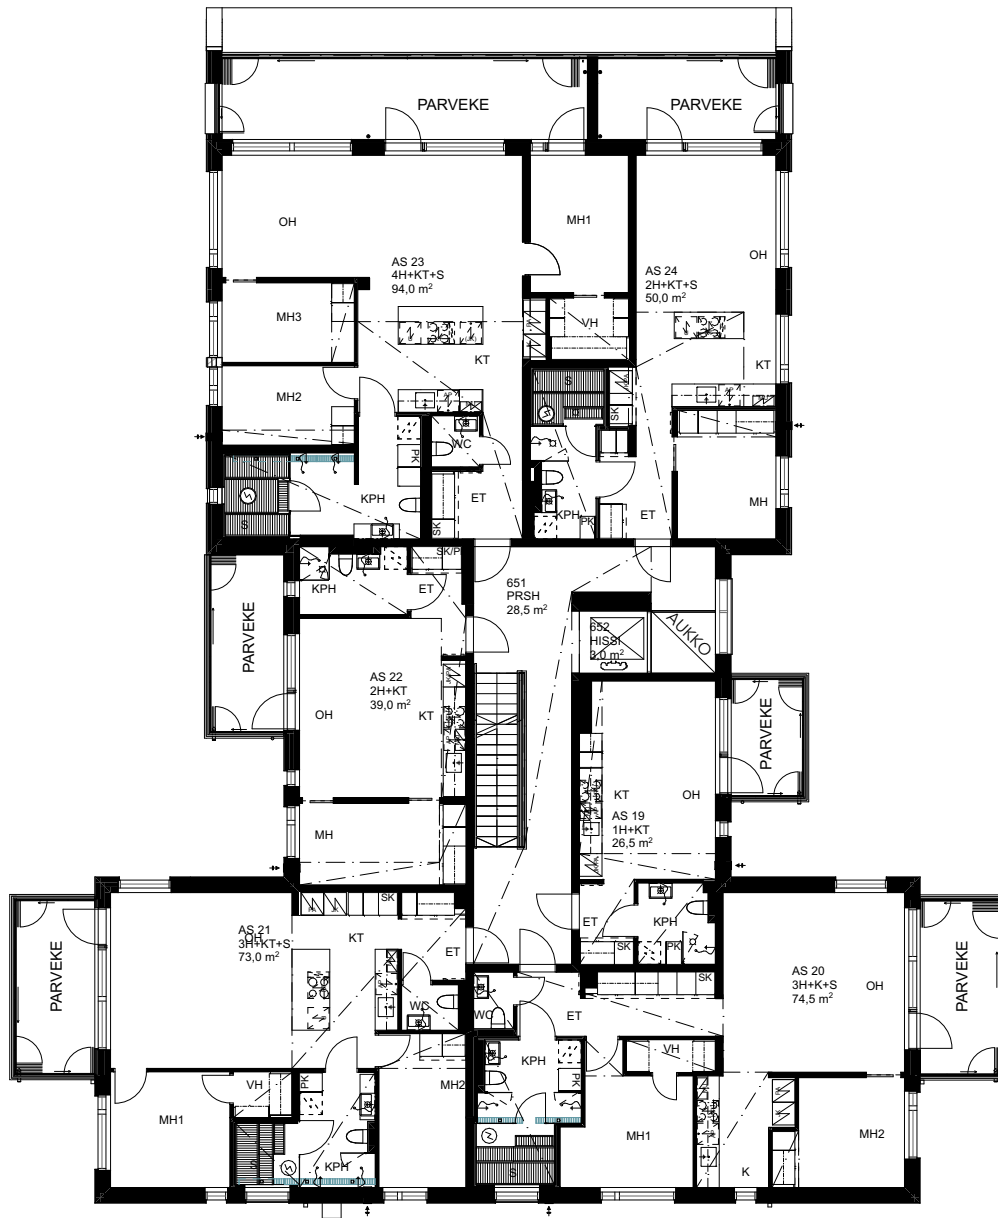 PARVEKE
PARVEKE
OH
MH1
AS 23
4H+KT+S
94,0 m²
OH
AS 24
2H+KT+S
50,0 m²
MH3
VH
KT
KT
MH2
S
SK
S
WC
PK
KPH
ET
SK
S
KPH
PK
ET
MH
SK/P
KPH
ET
651
PRSH
28,5 m²
PARVEKE
652
HISSI
3,0 m²
AUKKO
AS 22
2H+KT
39,0 m²
OH
KT
PARVEKE
KT
OH
AS 19
1H+KT
26,5 m²
MH
SK
AS 21
OH
3H+KT+S
73,0 m²
KT
ET
ET
KPH
SK
PK
PARVEKE
AS 20
3H+K+S
74,5 m²
OH
PARVEKE
SK
WC
WC
ET
VH
KPH
PK
MH2
VH
PK
MH1
MH1
MH2
S
KPH
S
K